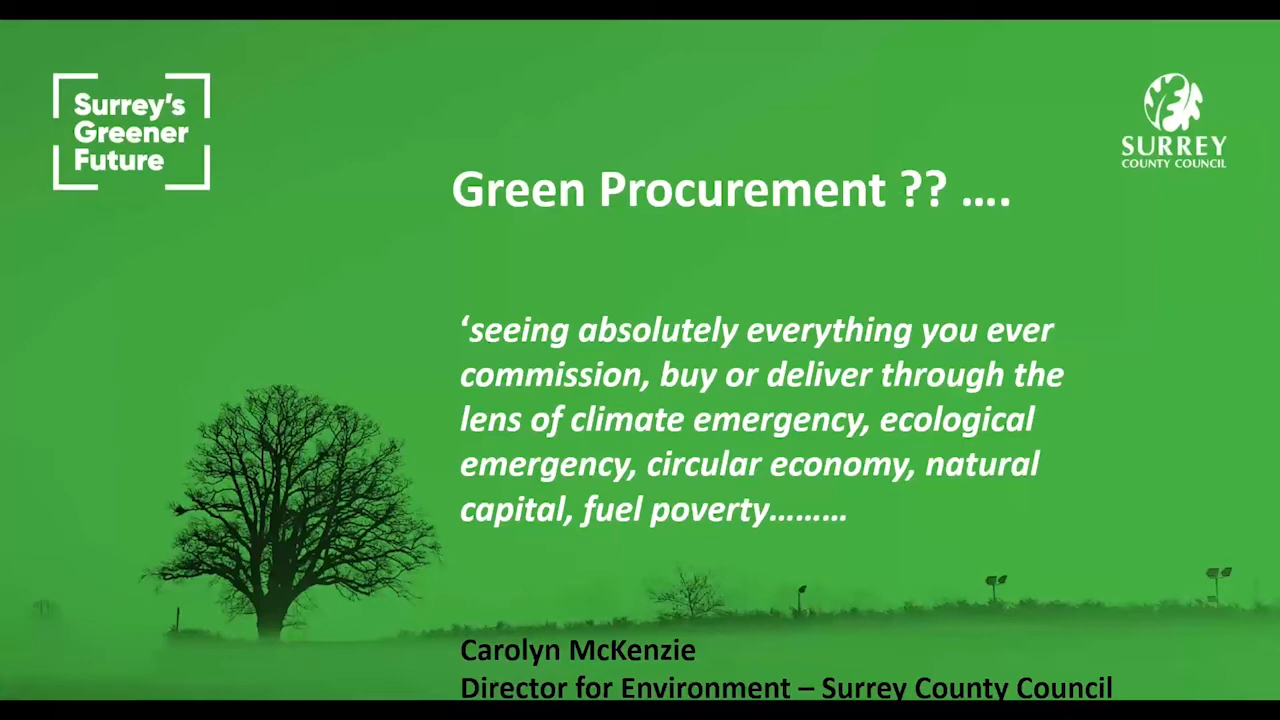 Surrey's
Greener
Future
SURREY
COUNTY COUNCIL
Green Procurement ?? ....
‘seeing absolutely everything you ever
commission, buy or deliver through the
lens of climate emergency, ecological
emergency, circular economy, natural
capital, fuel poverty………
Carolyn McKenzie
Director for Environment – Surrey County Council